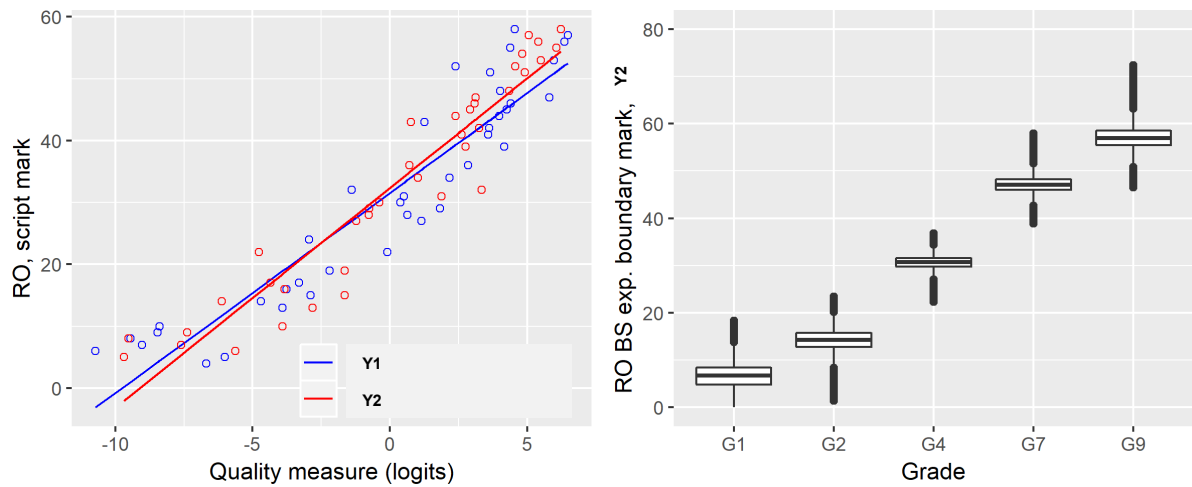 RO, script mark
60
40
20
0
-10 -5 0 5
Quality measure (logits)
Y1
Y2
RO BS exp. boundary mark, Y2
80
60
40
20
0
G1 G2 G4 G7 G9
Grade